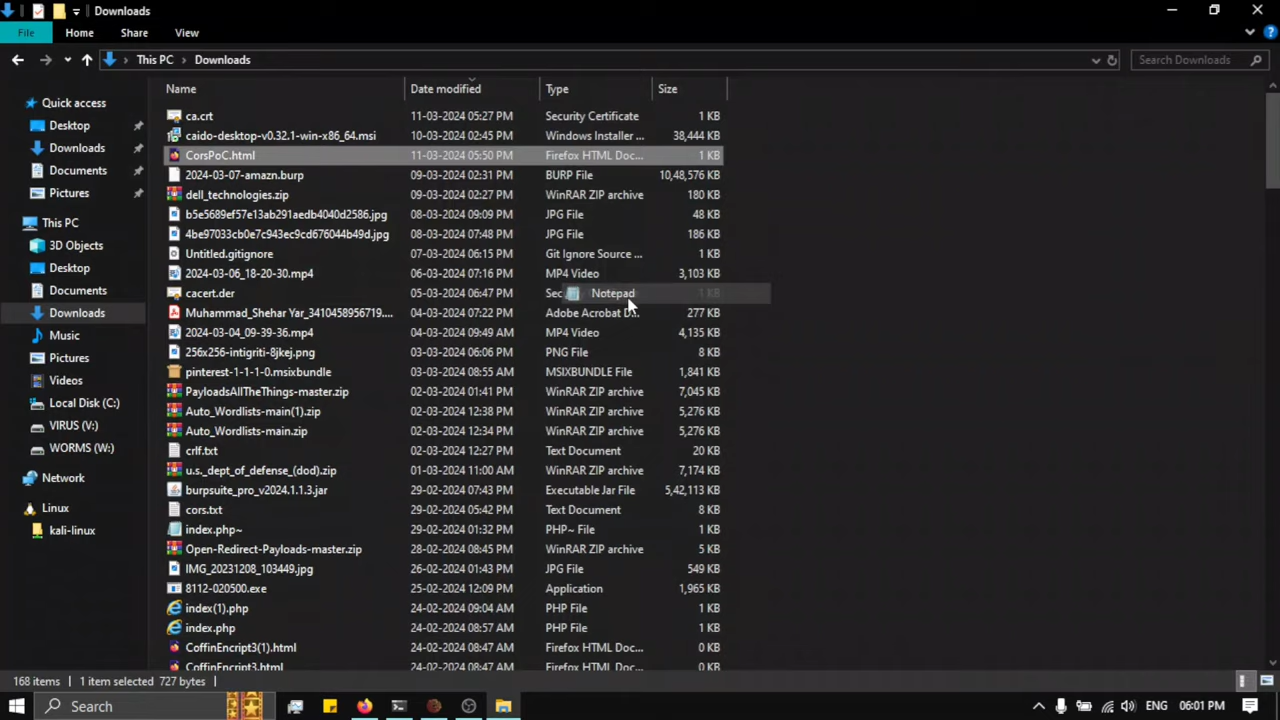 Downloads
File Home Share View
This PC Downloads
Search Downloads
Name Date modified Type Size
Quick access
Desktop
Downloads
Documents
Pictures
This PC
3D Objects
Desktop
Documents
Downloads
Music
Pictures
Videos
Local Disk (C:)
VIRUS (V:)
WORMS (W:)
Network
Linux
kali-linux
ca.crt 11-03-2024 05:27 PM Security Certificate 1 KB
caido-desktop-v0.32.1-win-x86_64.msi 10-03-2024 02:45 PM Windows Installer ... 38,444 KB
CorsPoC.html 11-03-2024 05:50 PM Firefox HTML Doc... 1 KB
2024-03-07-amazn.burp 09-03-2024 02:31 PM BURP File 10,48,576 KB
dell_technologies.zip 09-03-2024 02:27 PM WinRAR ZIP archive 180 KB
b5e5689ef57e13ab291aedb4040d2586.jpg 08-03-2024 09:09 PM JPG File 48 KB
4be97033cb0e7c943ec9cd676044b49d.jpg 08-03-2024 07:48 PM JPG File 186 KB
Untitled.gitignore 07-03-2024 06:15 PM Git Ignore Source ... 1 KB
2024-03-06_18-20-30.mp4 06-03-2024 07:16 PM MP4 Video 3,103 KB
cacert.der 05-03-2024 06:47 PM Sec Notepad 1 KB
Muhammad_Shehar Yar_3410458956719.... 04-03-2024 07:22 PM Adobe Acrobat D... 277 KB
2024-03-04_09-39-36.mp4 04-03-2024 09:49 AM MP4 Video 4,135 KB
256x256-intigriti-8jkej.png 03-03-2024 06:06 PM PNG File 8 KB
pinterest-1-1-1-0.msixbundle 03-03-2024 08:55 AM MSIXBUNDLE File 1,841 KB
PayloadsAllTheThings-master.zip 02-03-2024 01:41 PM WinRAR ZIP archive 7,045 KB
Auto_Wordlists-main(1).zip 02-03-2024 12:38 PM WinRAR ZIP archive 5,276 KB
Auto_Wordlists-main.zip 02-03-2024 12:34 PM WinRAR ZIP archive 5,276 KB
crlf.txt 02-03-2024 12:27 PM Text Document 20 KB
u.s._dept_of_defense_(dod).zip 01-03-2024 11:00 AM WinRAR ZIP archive 7,174 KB
burpsuite_pro_v2024.1.1.3.jar 29-02-2024 07:43 PM Executable Jar File 5,42,113 KB
cors.txt 29-02-2024 05:42 PM Text Document 8 KB
index.php~ 29-02-2024 01:32 PM PHP~ File 1 KB
Open-Redirect-Payloads-master.zip 28-02-2024 08:45 PM WinRAR ZIP archive 5 KB
IMG_20231208_103449.jpg 26-02-2024 01:43 PM JPG File 549 KB
8112-020500.exe 25-02-2024 12:09 PM Application 1,965 KB
index(1).php 24-02-2024 09:04 AM PHP File 1 KB
index.php 24-02-2024 08:57 AM PHP File 1 KB
CoffinEncript3(1).html 24-02-2024 08:47 AM Firefox HTML Doc... 0 KB
CoffinEncript3.html 24-02-2024 08:47 AM Firefox HTML Doc... 0 KB
168 items 1 item selected 727 bytes
Search
06:01 PM